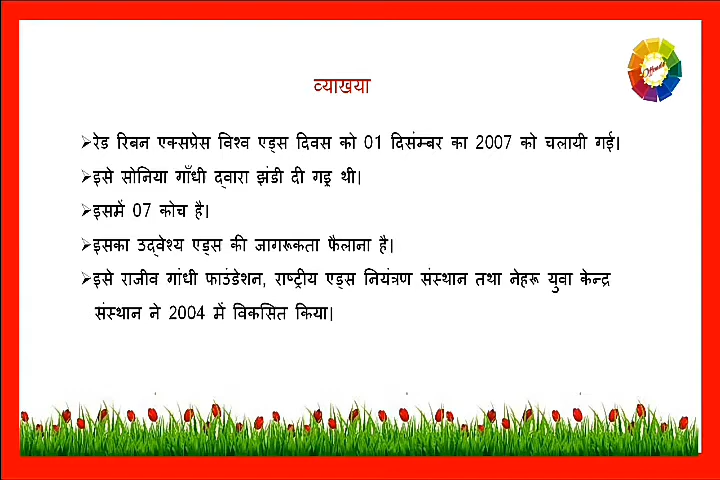 व्याखया
➢रेड रिबन एक्सप्रेस विश्व एड्स दिवस को 01 दिसंम्बर का 2007 को चलायी गई।
➢इसे सोनिया गाँधी द्वारा झंडी दी गइ् थी।
➢इसमें 07 कोच है।
➢इसका उद्वेश्य एड्स की जागरूकता फैलाना है।
➢इसे राजीव गांधी फाउंडेशन, राष्ट्रीय एड्स नियंत्रण संस्थान तथा नेहरू युवा केन्द्र
संस्थान ने 2004 में विकसित किया।